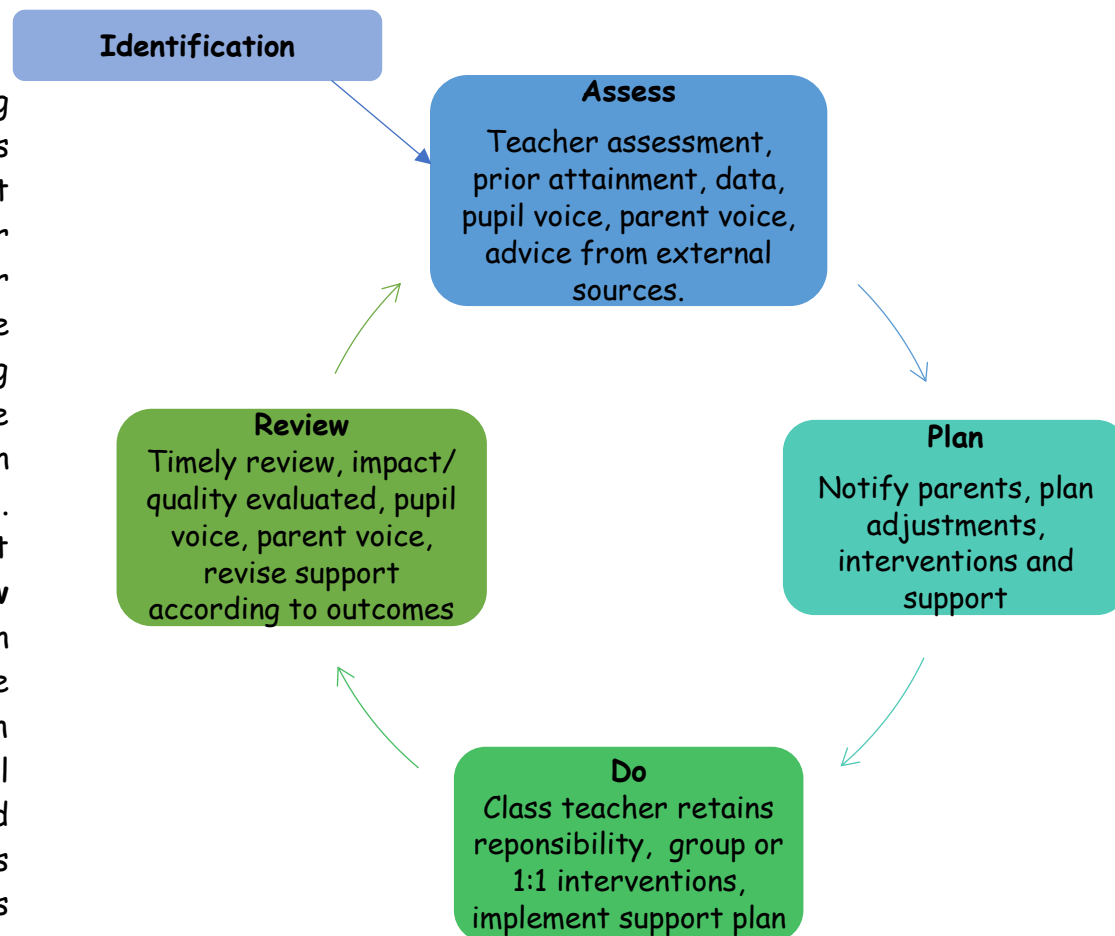 Identification
Assess
Teacher assessment,
prior attainment, data,
pupil voice, parent voice,
advice from external
sources.
Plan
Notify parents, plan
adjustments,
interventions and
support
Do
Class teacher retains
reponsibility, group or
1:1 interventions,
implement support plan
Review
Timely review, impact/
quality evaluated, pupil
voice, parent voice,
revise support
according to outcomes